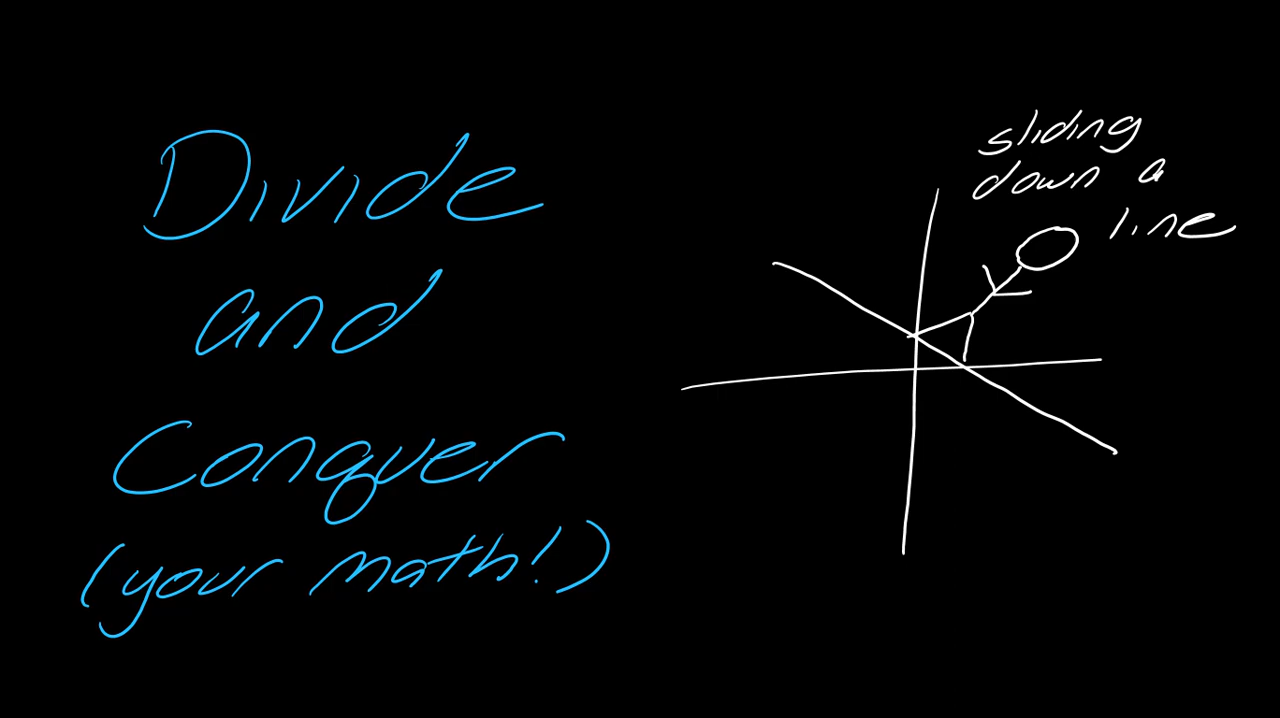 Divide
and
Conquer
(your math!)
sliding
down a
line